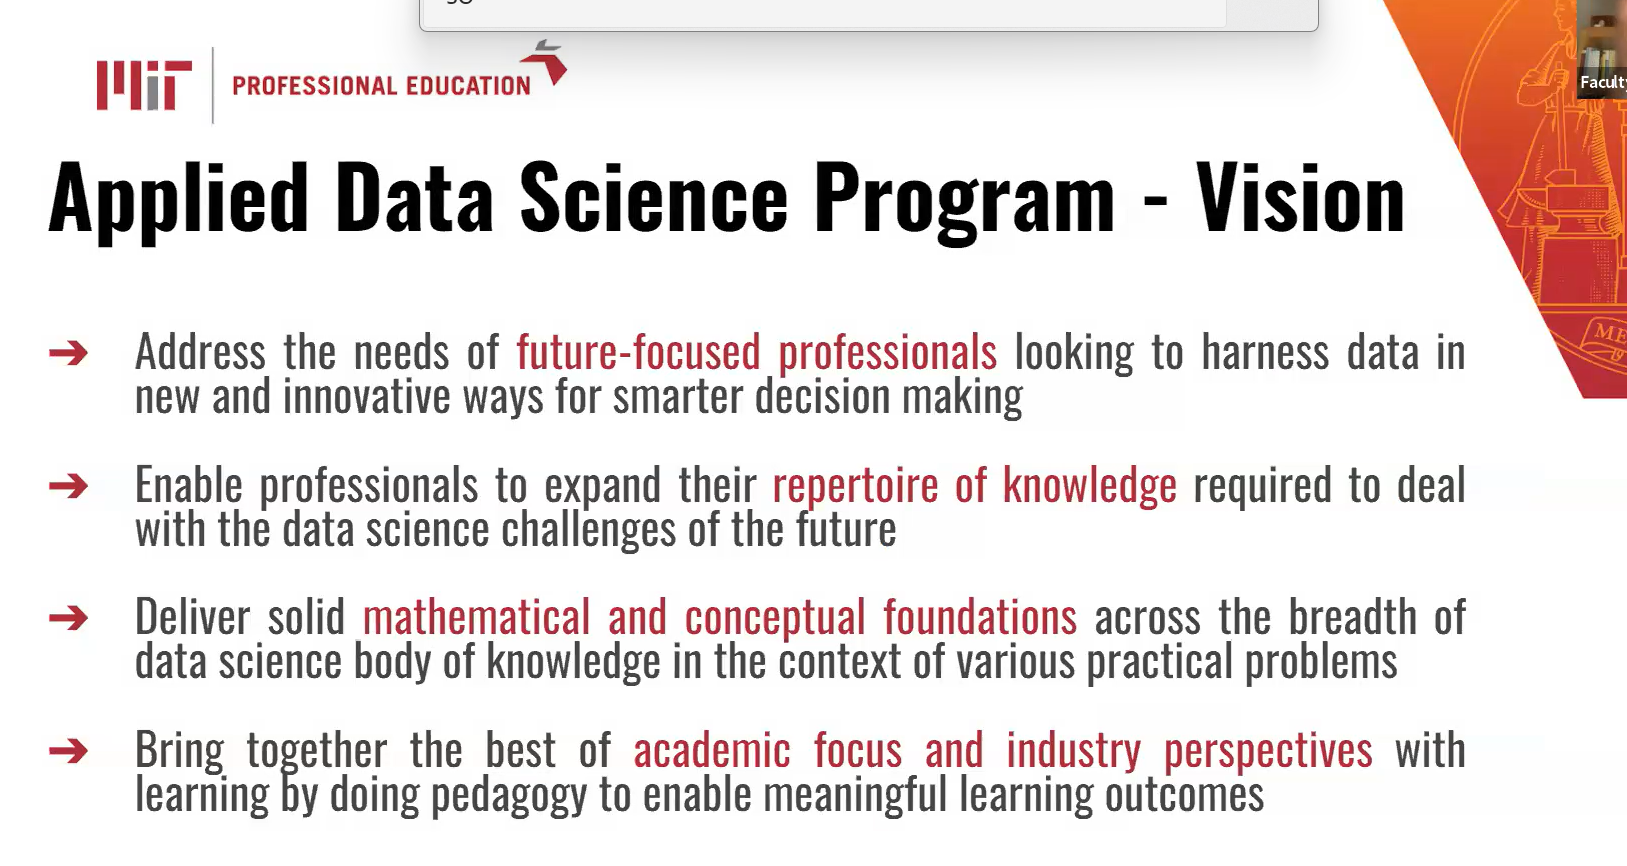 MIT PROFESSIONAL EDUCATION
Applied Data Science Program - Vision
➔ Address the needs of future-focused professionals looking to harness data in
new and innovative ways for smarter decision making
➔ Enable professionals to expand their repertoire of knowledge required to deal
with the data science challenges of the future
➔ Deliver solid mathematical and conceptual foundations across the breadth of
data science body of knowledge in the context of various practical problems
➔ Bring together the best of academic focus and industry perspectives with
learning by doing pedagogy to enable meaningful learning outcomes